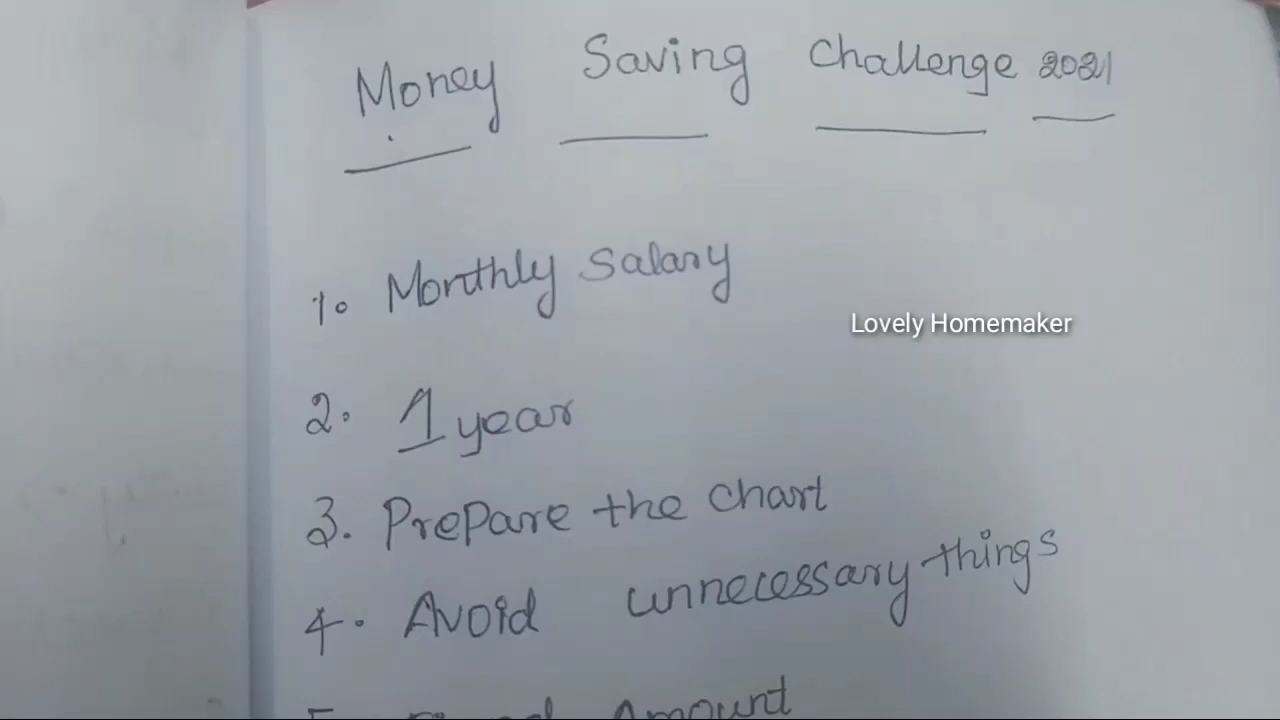 Money Saving Challenge 2021
1. Monthly Salary
Lovely Homemaker
2. 1 year
3. Prepare the chart
4. Avoid unnecessary things
Amount